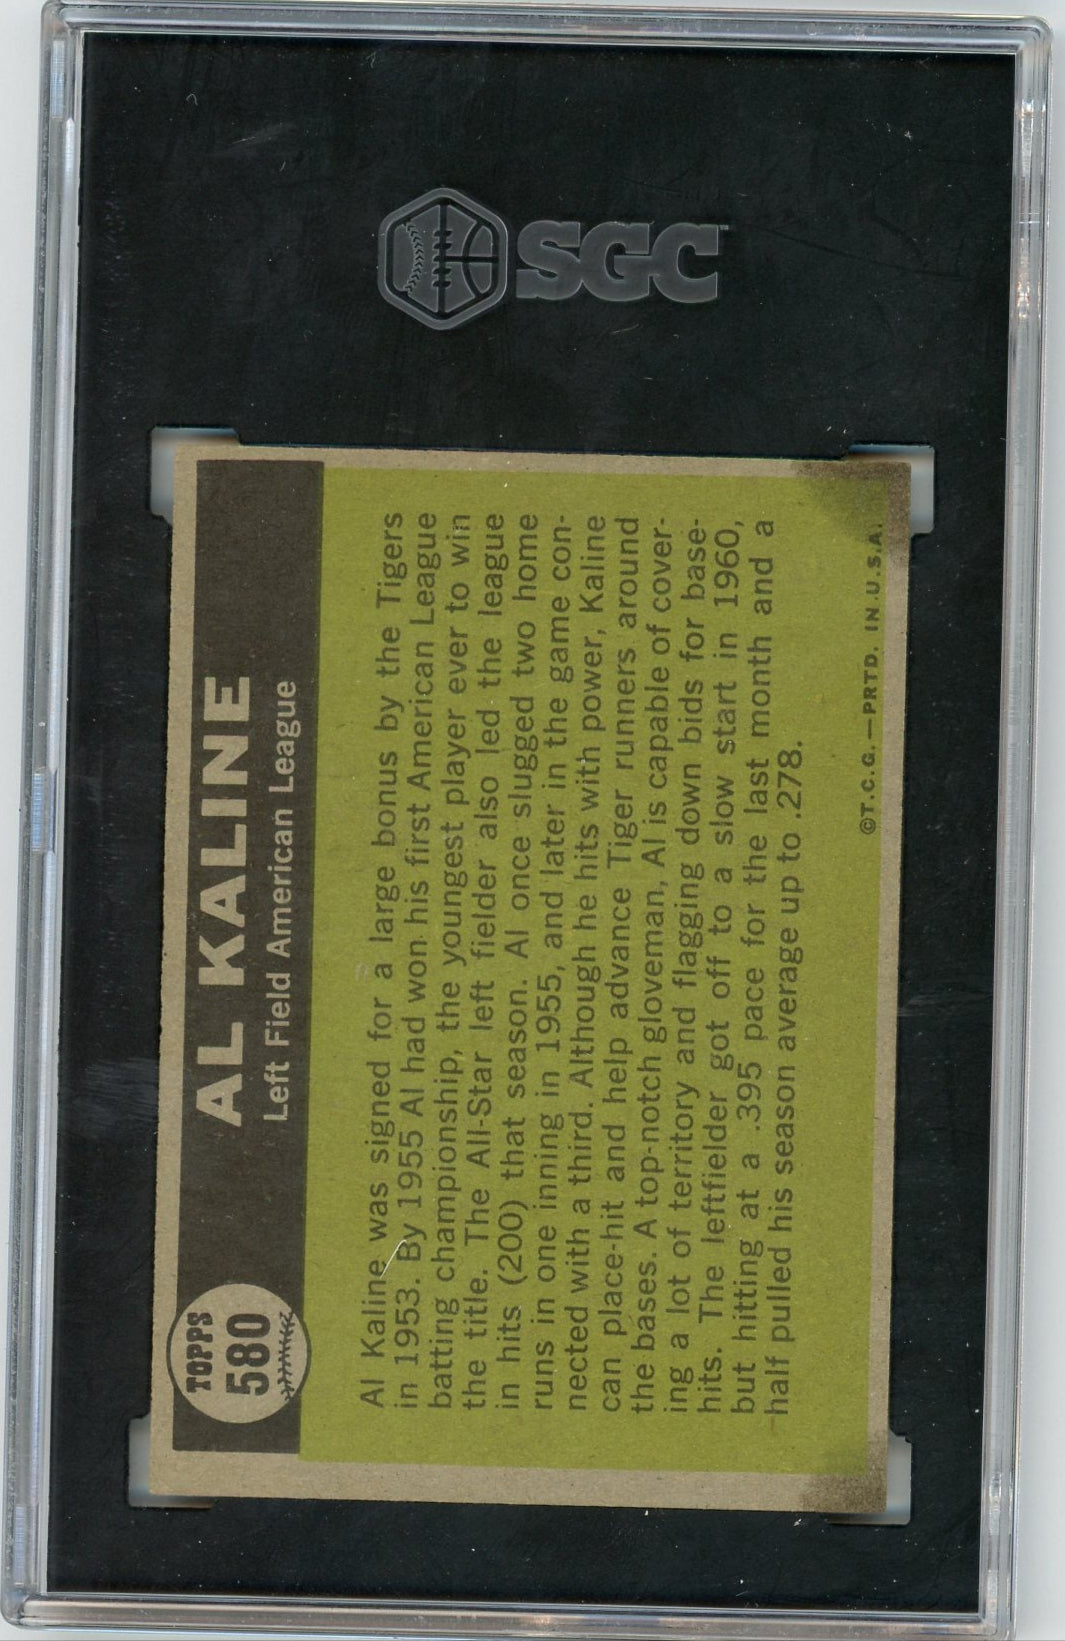 SGC
TOPPS
580
AL KALINE
Left Field American League
Al Kaline was signed for a large bonus by the Tigers
in 1953. By 1955 Al had won his first American League
batting championship, the youngest player ever to win
the title. The All-Star left fielder also led the league
in hits (200) that season. Al once slugged two home
runs in one inning in 1955, and later in the game con-
nected with a third. Although he hits with power, Kaline
can place-hit and help advance Tiger runners around
the bases. A top-notch gloveman, Al is capable of cover-
ing a lot of territory and flagging down bids for base-
hits. The leftfielder got off to a slow start in 1960,
but hitting at a .395 pace for the last month and a
half pulled his season average up to .278.
©T.C.G.—PRTD. IN U.S.A.